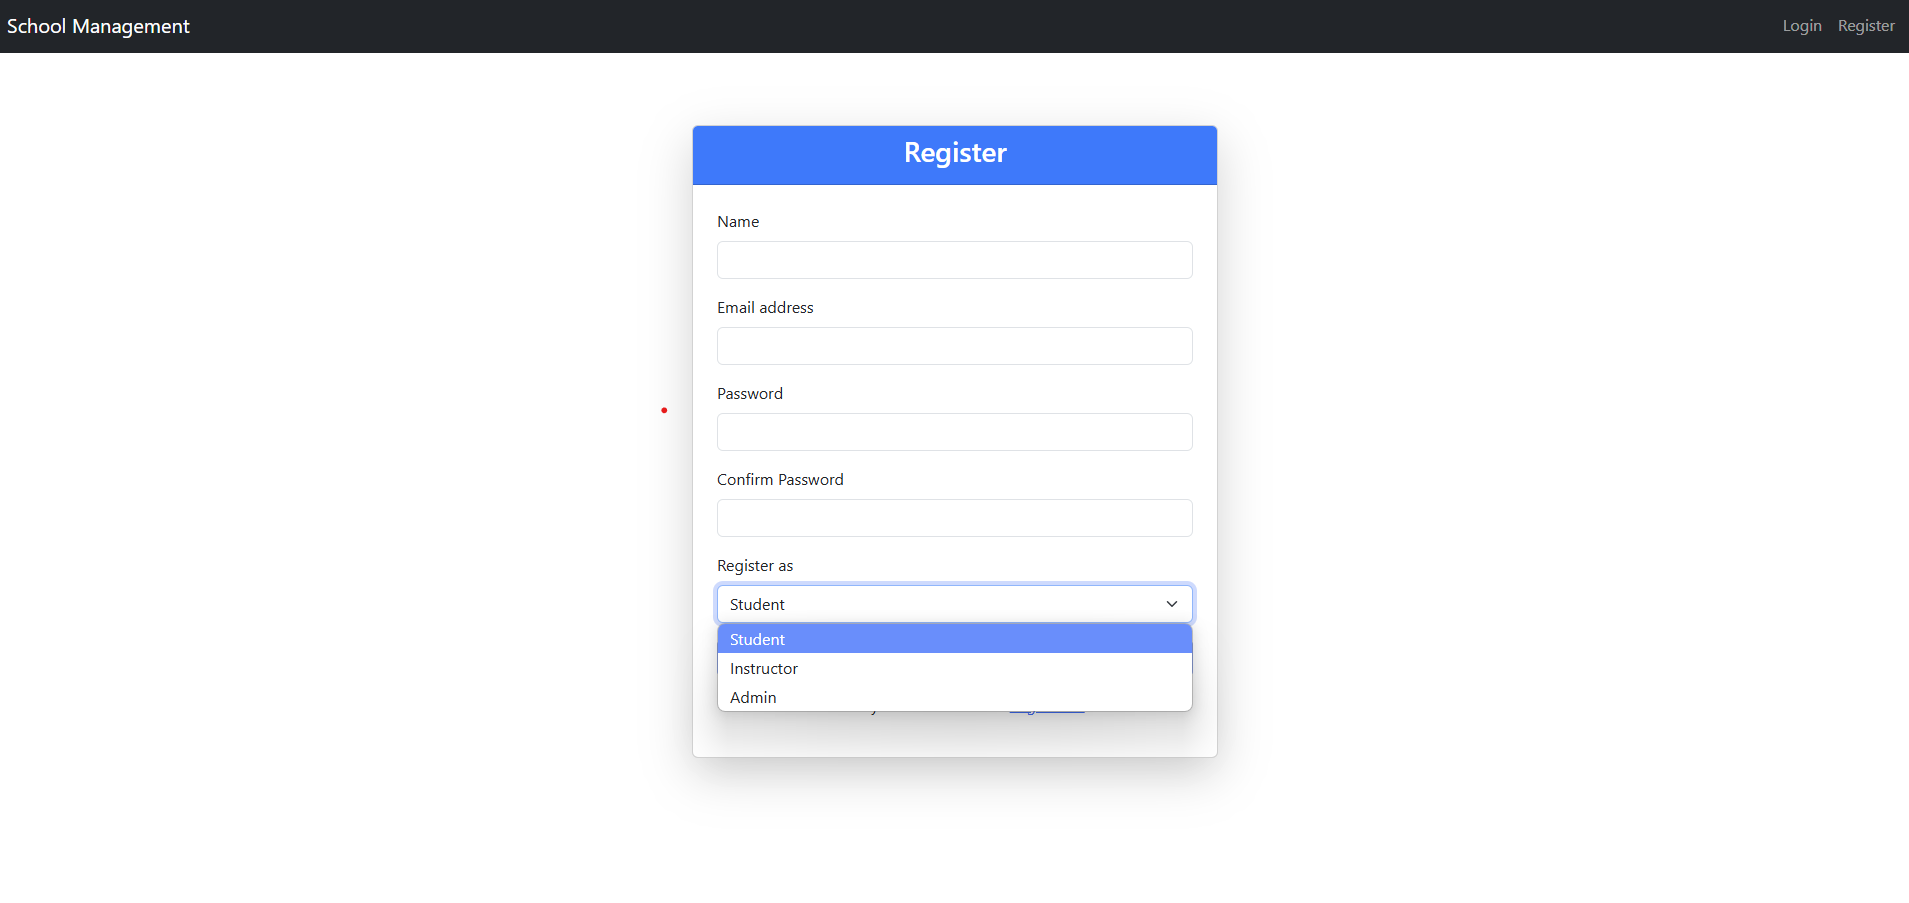 School Management
Login Register
Register
Name
Email address
Password
Confirm Password
Register as
Student
Student
Instructor
Admin